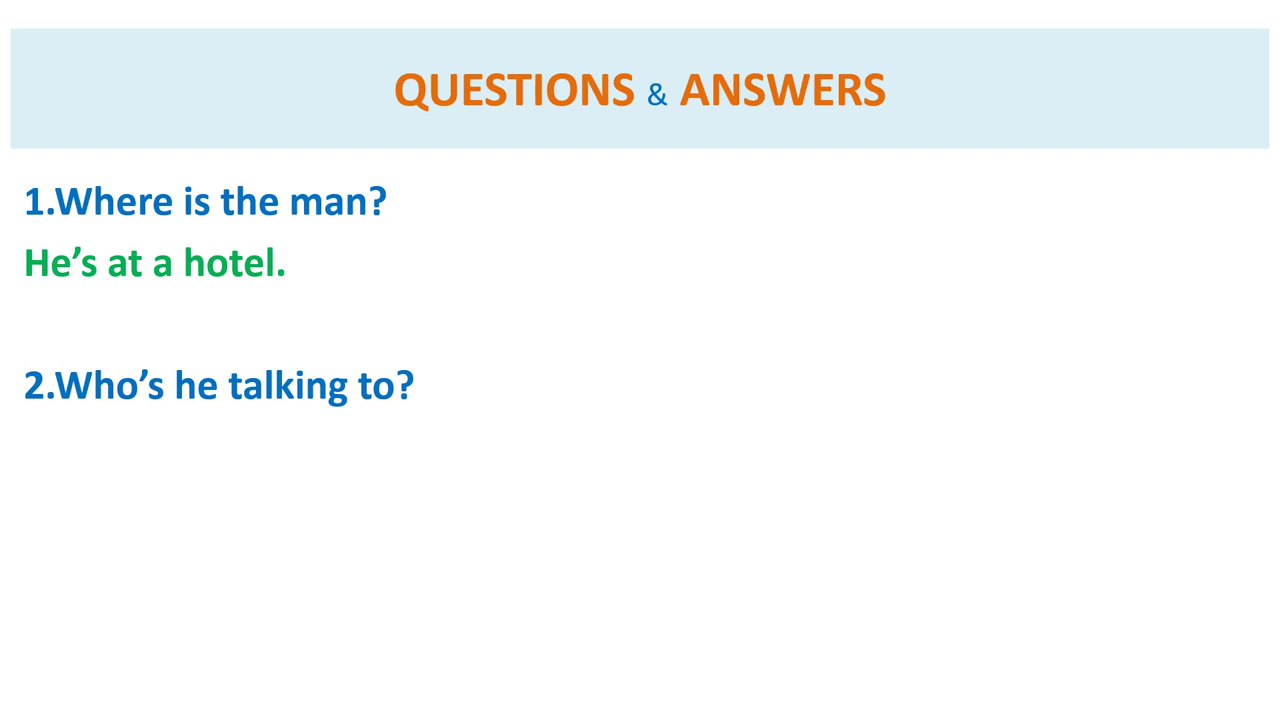 QUESTIONS & ANSWERS
1.Where is the man?
He’s at a hotel.
2.Who’s he talking to?